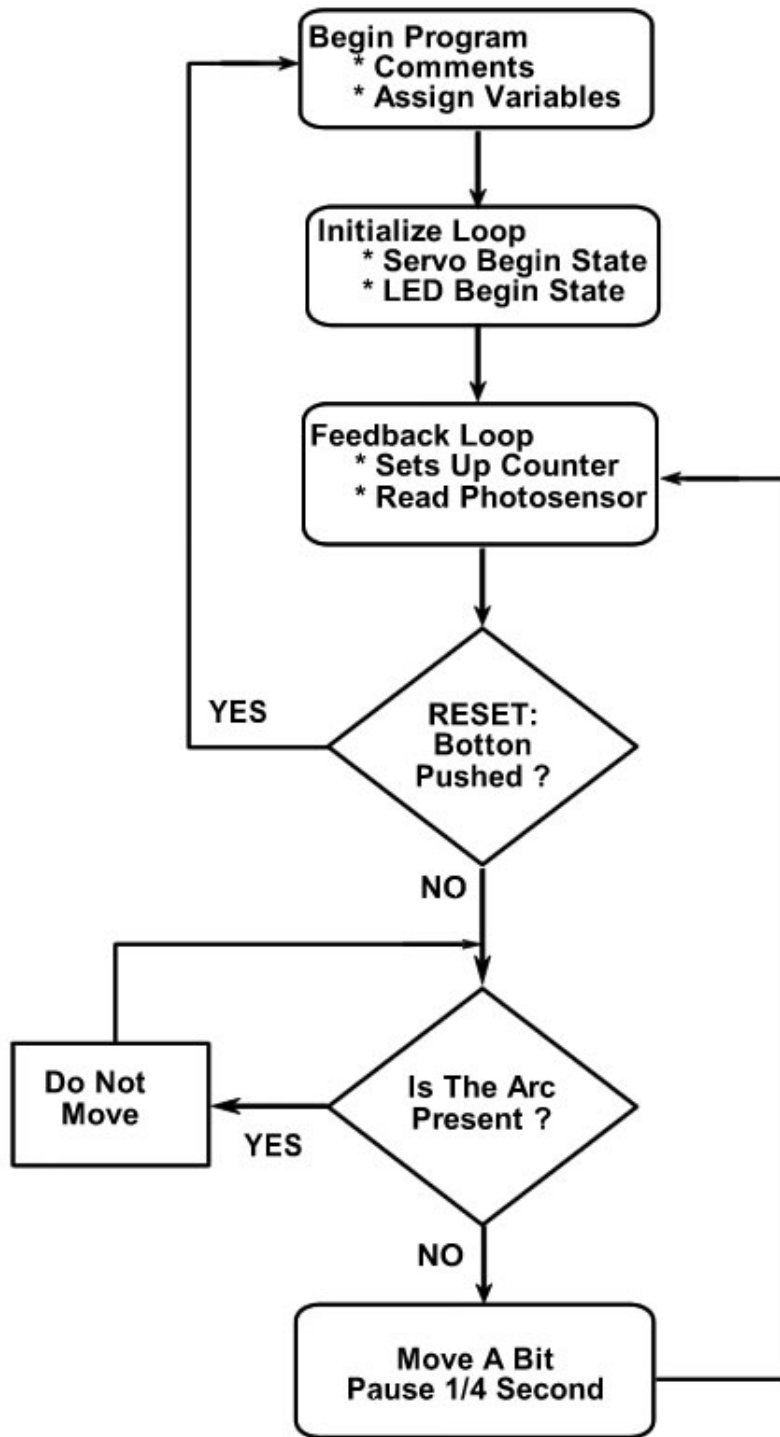 Begin Program
* Comments
* Assign Variables
Initialize Loop
* Servo Begin State
* LED Begin State
Feedback Loop
* Sets Up Counter
* Read Photosensor
YES
RESET:
Botton
Pushed ?
NO
Do Not
Move
YES
Is The Arc
Present ?
NO
Move A Bit
Pause 1/4 Second